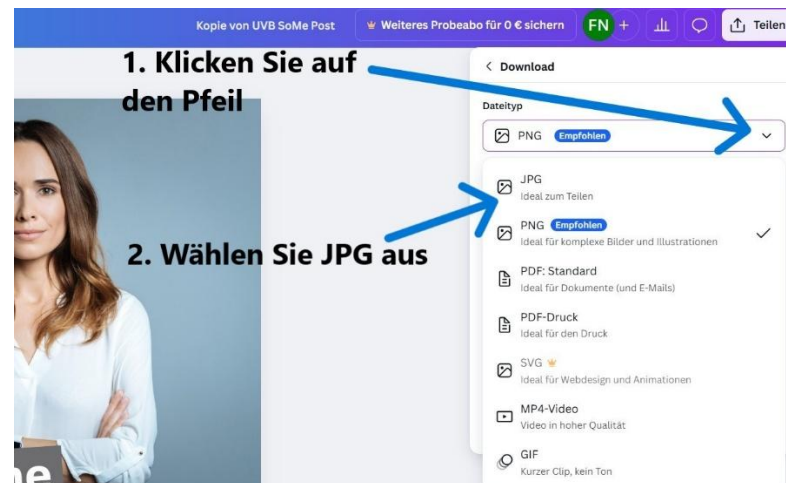 Kopie von UVB SoMe Post
Weiteres Probeabo für 0 € sichern
FN
+
Teilen
1. Klicken Sie auf
den Pfeil
Download
Dateityp
PNG Empfohlen
JPG
Ideal zum Teilen
PNG Empfohlen
Ideal für komplexe Bilder und Illustrationen
2. Wählen Sie JPG aus
PDF: Standard
Ideal für Dokumente (und E-Mails)
PDF-Druck
Ideal für den Druck
SVG
Ideal für Webdesign und Animationen
MP4-Video
Video in hoher Qualität
GIF
Kurzer Clip, kein Ton